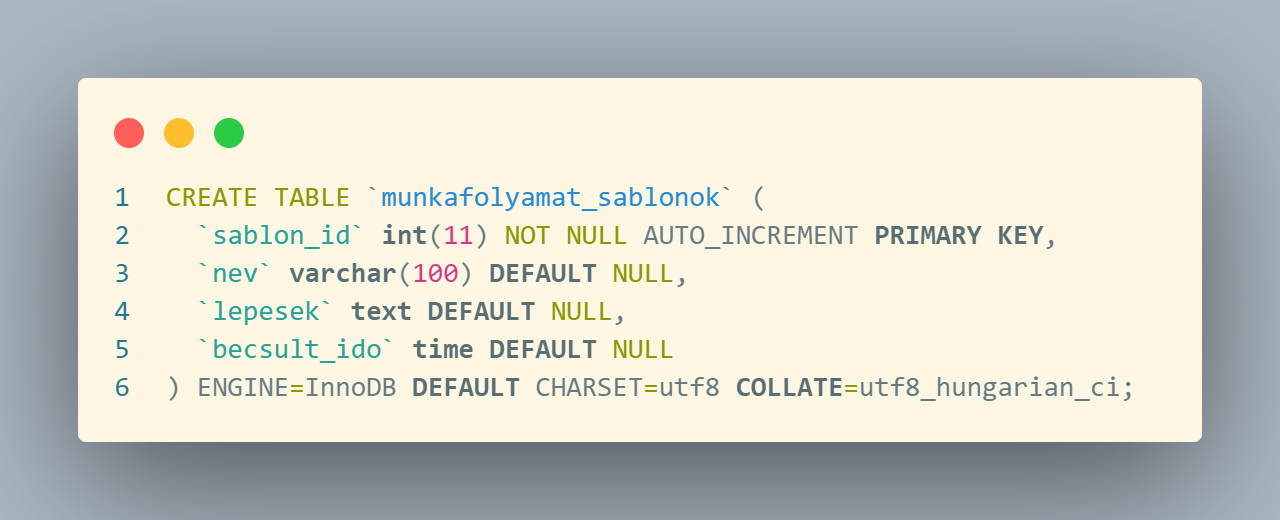 1 CREATE TABLE `munkafolyamat_sablonok` (
2   `sablon_id` int(11) NOT NULL AUTO_INCREMENT PRIMARY KEY,
3   `nev` varchar(100) DEFAULT NULL,
4   `lepesek` text DEFAULT NULL,
5   `becsult_ido` time DEFAULT NULL
6 ) ENGINE=InnoDB DEFAULT CHARSET=utf8 COLLATE=utf8_hungarian_ci;